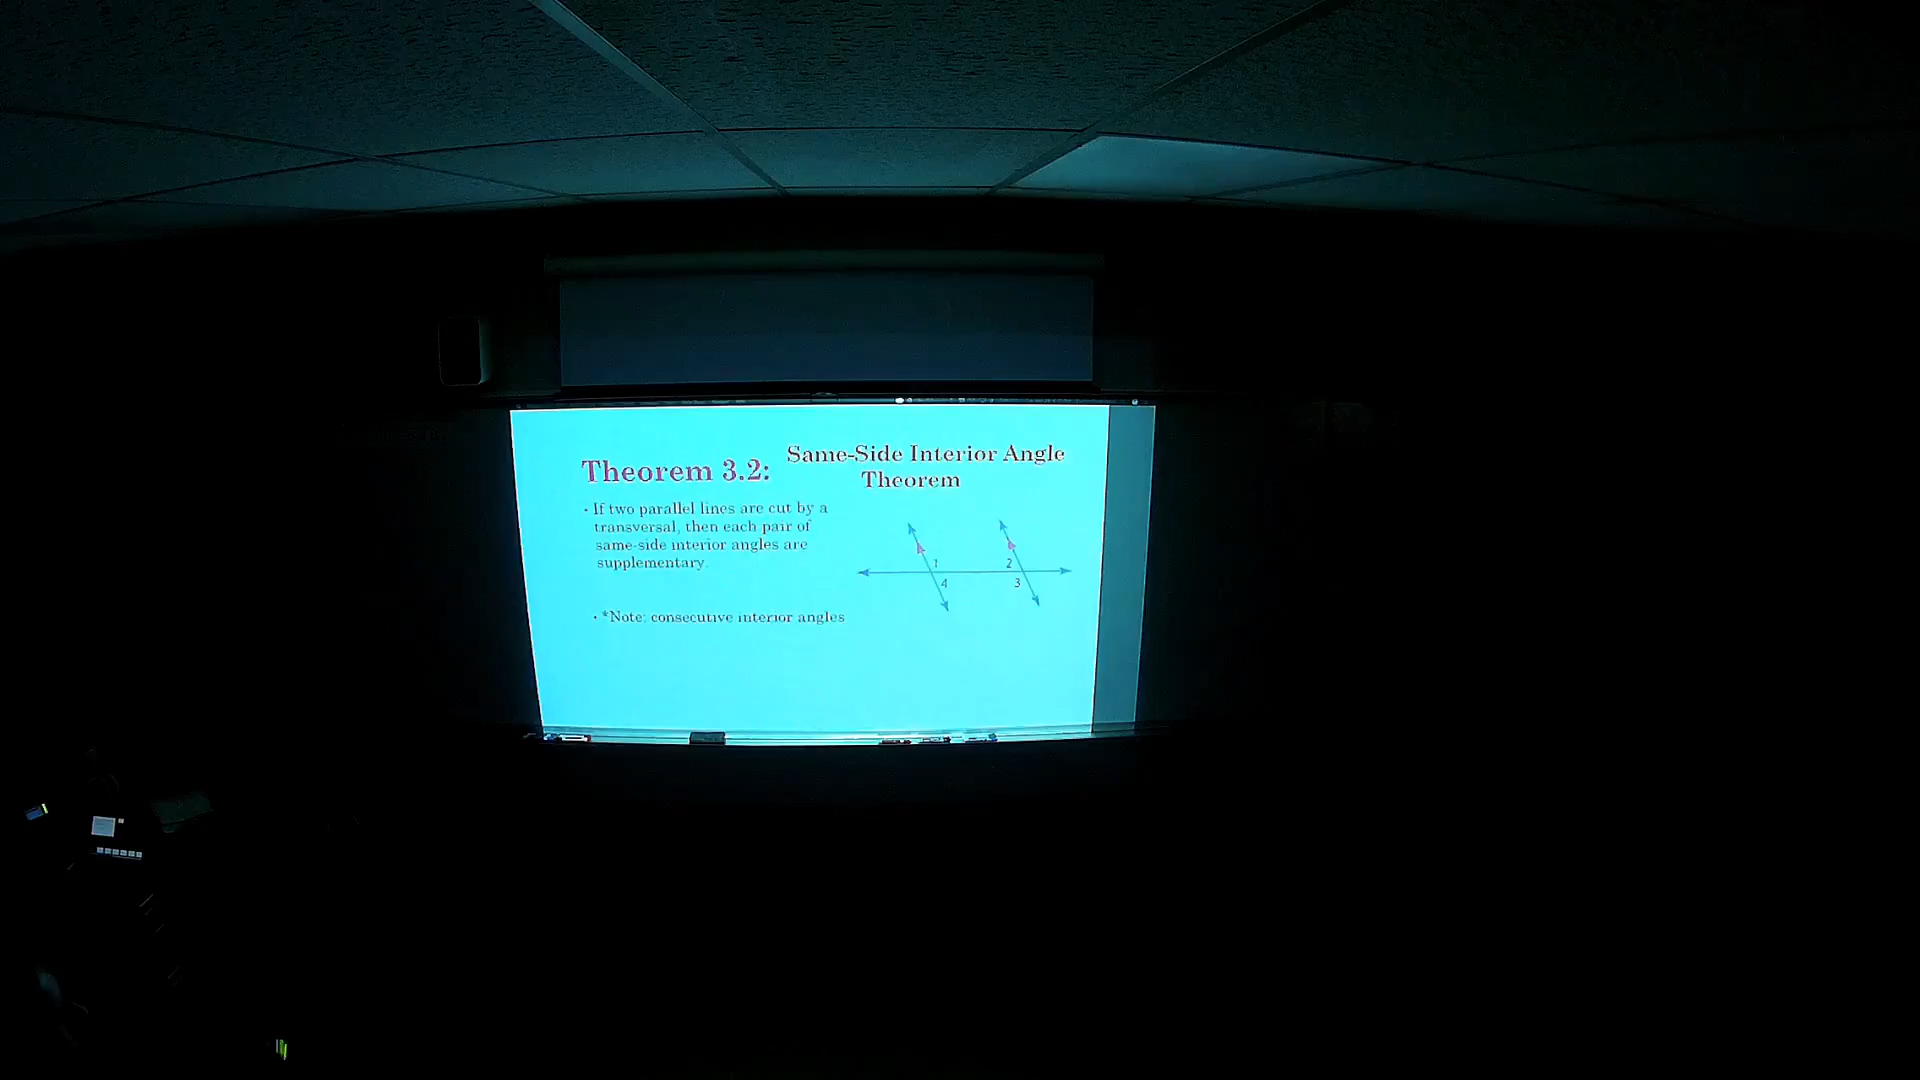 Theorem 3.2:
Same-Side Interior Angle
Theorem
• If two parallel lines are cut by a
transversal, then each pair of
same-side interior angles are
supplementary.
1
2
4
3
• *Note: consecutive interior angles